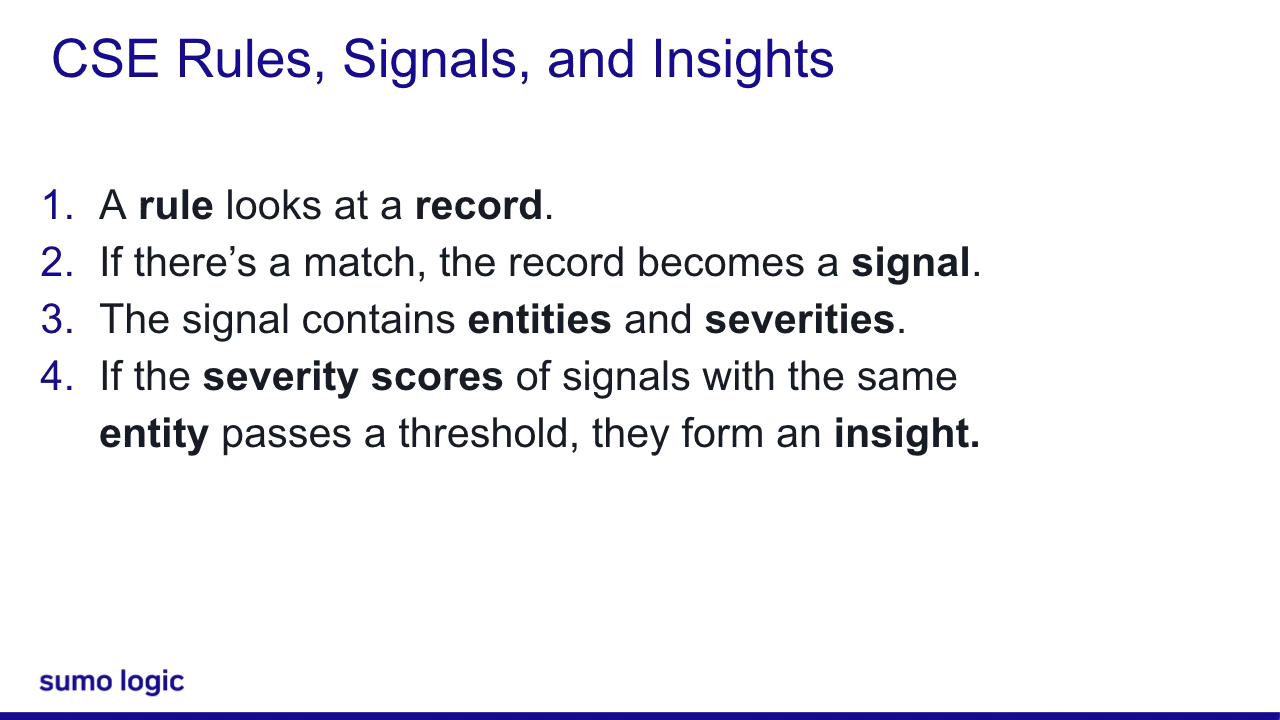 CSE Rules, Signals, and Insights
1. A rule looks at a record.
2. If there’s a match, the record becomes a signal.
3. The signal contains entities and severities.
4. If the severity scores of signals with the same
entity passes a threshold, they form an insight.
sumo logic